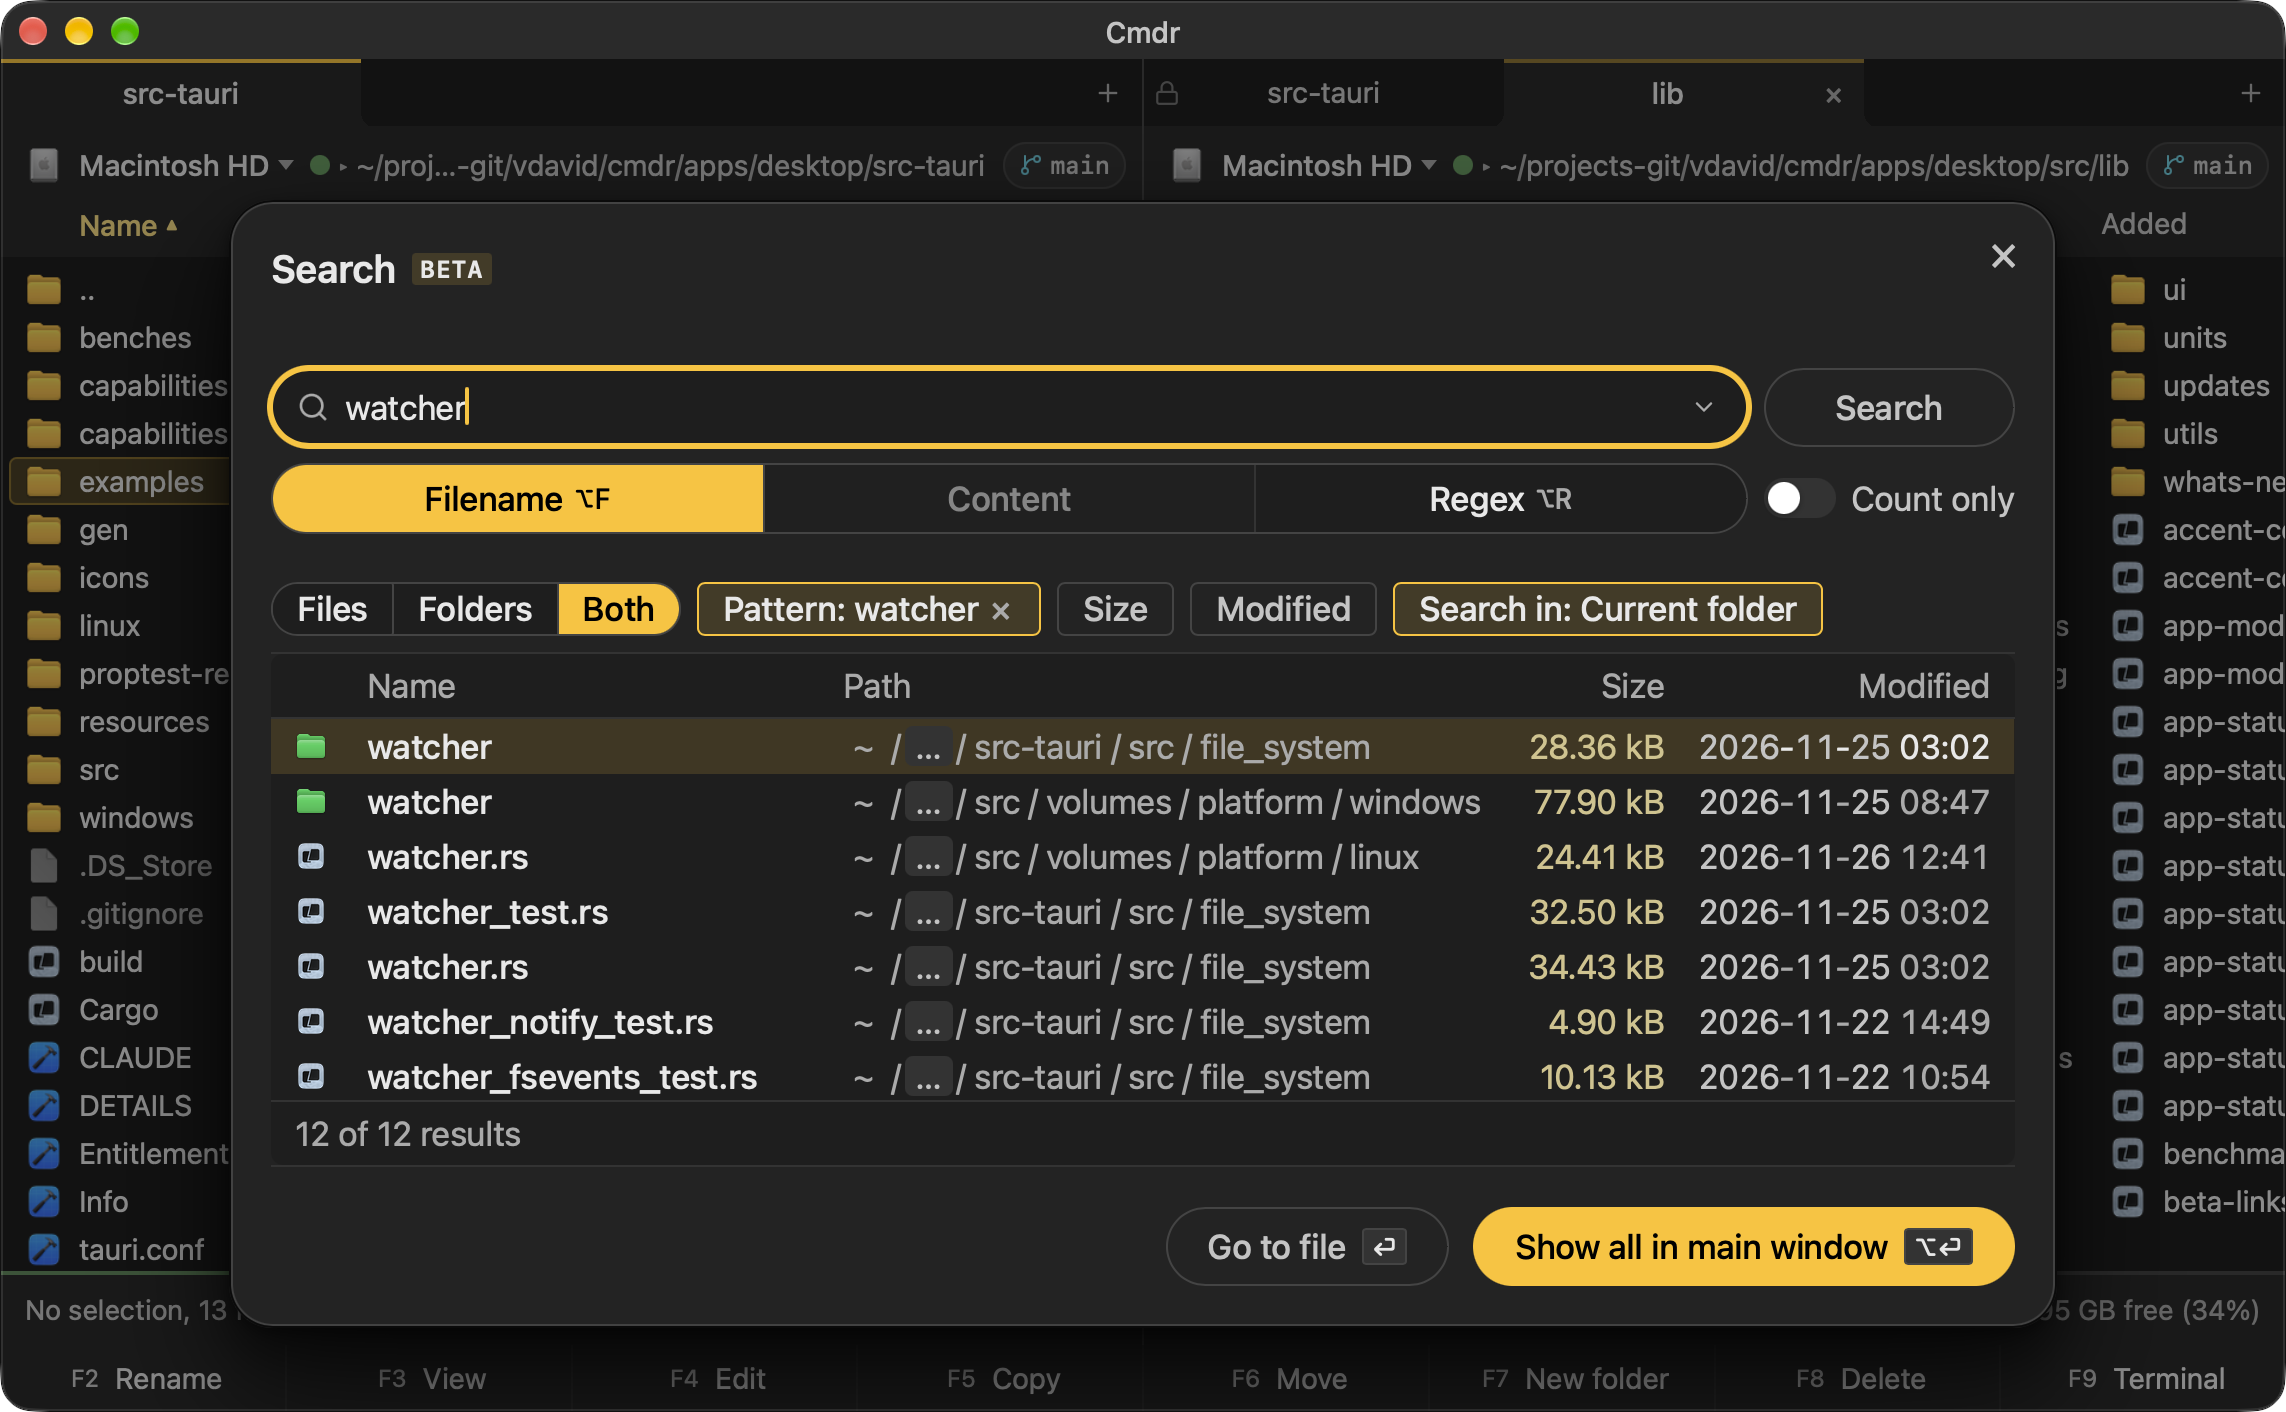 Cmdr
src-tauri
src-tauri
lib
Macintosh HD ~/proj...-git/vdavid/cmdr/apps/desktop/src-tauri main
Macintosh HD ~/projects-git/vdavid/cmdr/apps/desktop/src/lib main
Name
Added
..
benches
capabilities
capabilities
examples
gen
icons
linux
proptest-re
resources
src
windows
.DS_Store
.gitignore
build
Cargo
CLAUDE
DETAILS
Entitlement
Info
tauri.conf
Search BETA
watcher
Search
Filename ⌥F
Content
Regex ⌥R
Count only
Files Folders Both
Pattern: watcher ×
Size
Modified
Search in: Current folder
Name Path Size Modified
watcher ~ / ... / src-tauri / src / file_system 28.36 kB 2026-11-25 03:02
watcher ~ / ... / src / volumes / platform / windows 77.90 kB 2026-11-25 08:47
watcher.rs ~ / ... / src / volumes / platform / linux 24.41 kB 2026-11-26 12:41
watcher_test.rs ~ / ... / src-tauri / src / file_system 32.50 kB 2026-11-25 03:02
watcher.rs ~ / ... / src-tauri / src / file_system 34.43 kB 2026-11-25 03:02
watcher_notify_test.rs ~ / ... / src-tauri / src / file_system 4.90 kB 2026-11-22 14:49
watcher_fsevents_test.rs ~ / ... / src-tauri / src / file_system 10.13 kB 2026-11-22 10:54
12 of 12 results
Go to file ↵
Show all in main window ⌥↵
ui
units
updates
utils
whats-ne
accent-co
accent-co
app-mod
app-mod
app-statu
app-statu
app-statu
app-statu
app-statu
app-statu
app-statu
app-statu
app-statu
benchma
beta-links
No selection, 13
GB free (34%)
F2 Rename
F3 View
F4 Edit
F5 Copy
F6 Move
F7 New folder
F8 Delete
F9 Terminal